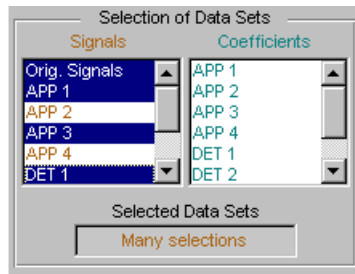 Selection of Data Sets
Signals Coefficients
Orig. Signals APP 1
APP 1 APP 2
APP 2 APP 3
APP 3 APP 4
APP 4 DET 1
DET 1 DET 2
Selected Data Sets
Many selections